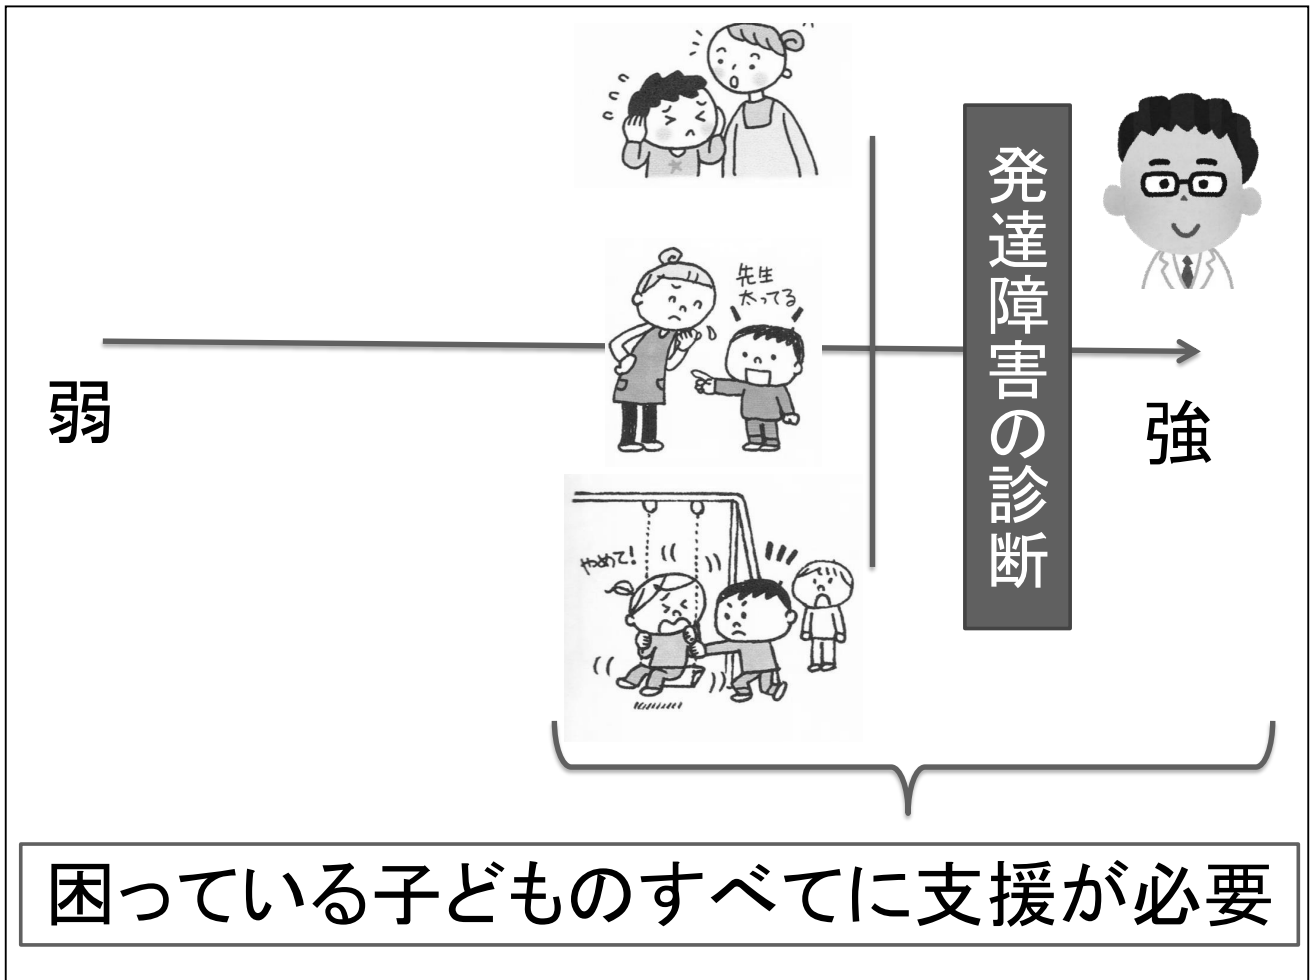 先生
太ってる
発達障害の診断
弱
強
やめて!
困っている子どものすべてに支援が必要